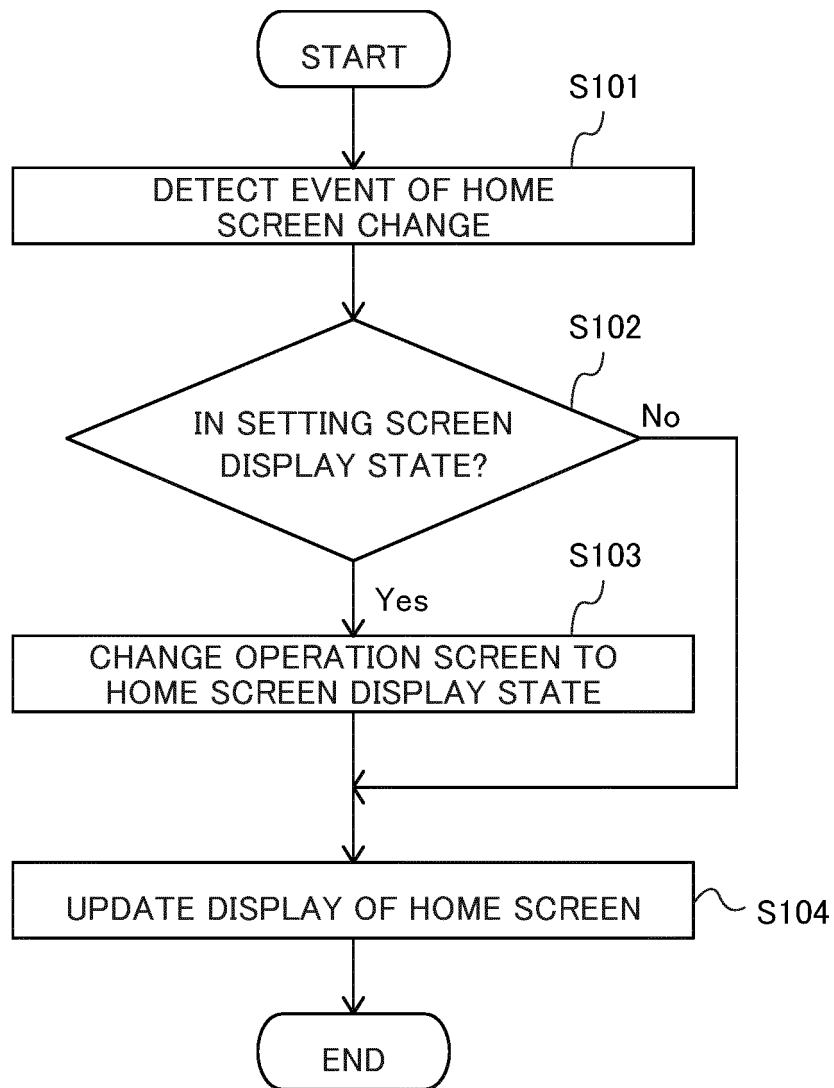 START
S101
DETECT EVENT OF HOME
SCREEN CHANGE
S102
IN SETTING SCREEN
DISPLAY STATE?
No
Yes
S103
CHANGE OPERATION SCREEN TO
HOME SCREEN DISPLAY STATE
UPDATE DISPLAY OF HOME SCREEN
S104
END